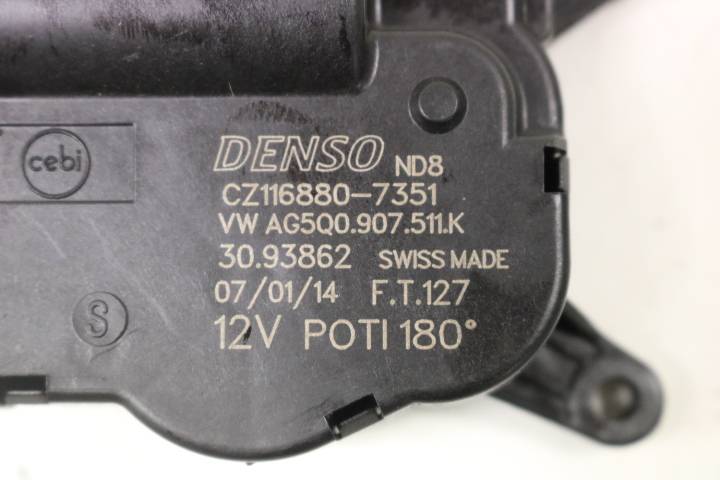 DENSO ND8
cebi
CZ116880-7351
VW AG5Q0.907.511.K
30.93862 SWISS MADE
07/01/14 F.T.127
S
12V POTI 180°